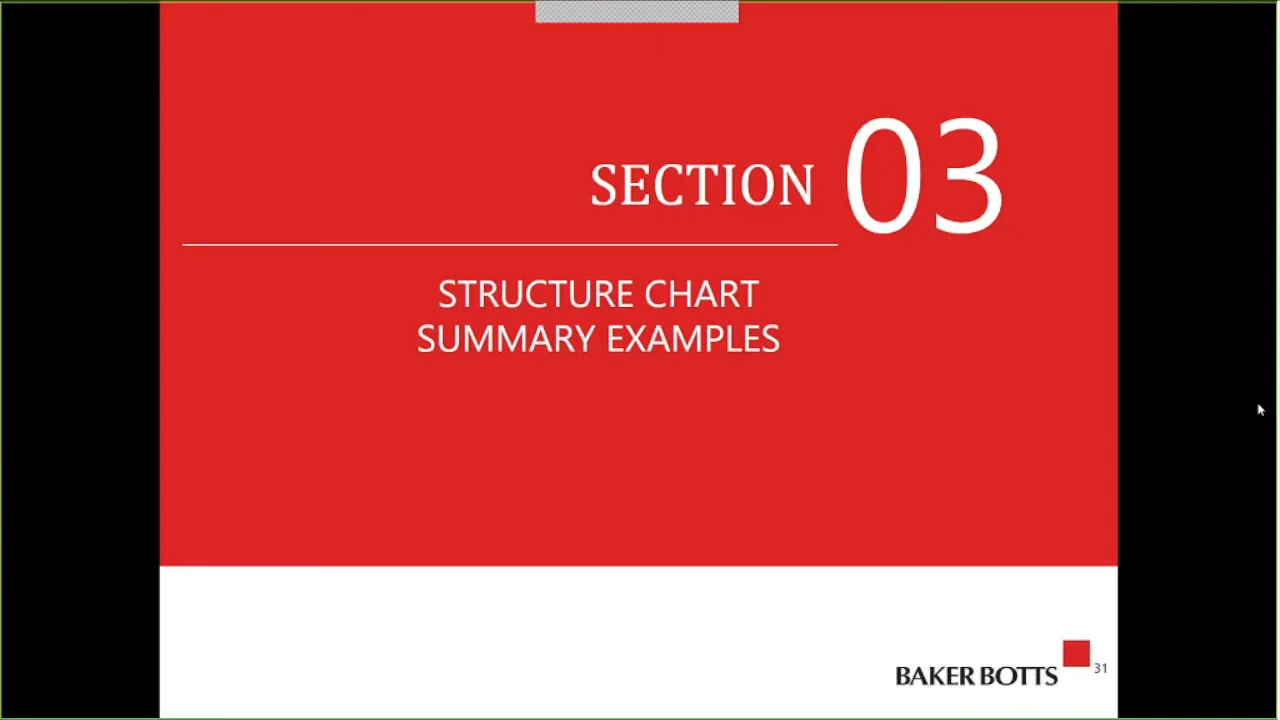 SECTION 03
STRUCTURE CHART
SUMMARY EXAMPLES
BAKER BOTTS 31